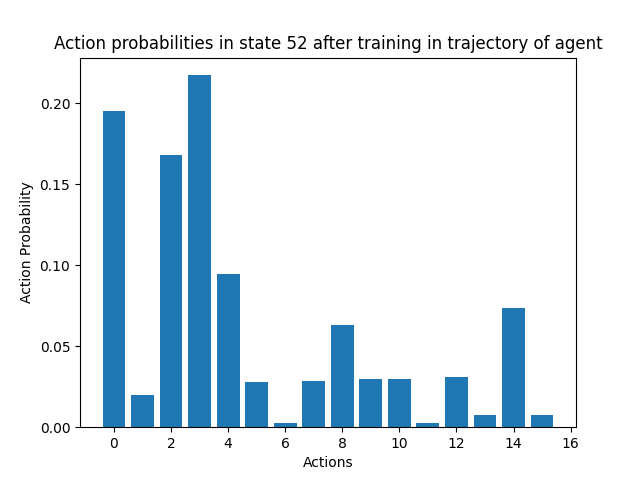 Action probabilities in state 52 after training in trajectory of agent
0.20
0.15
0.10
0.05
0.00
Action Probability
0 2 4 6 8 10 12 14 16
Actions